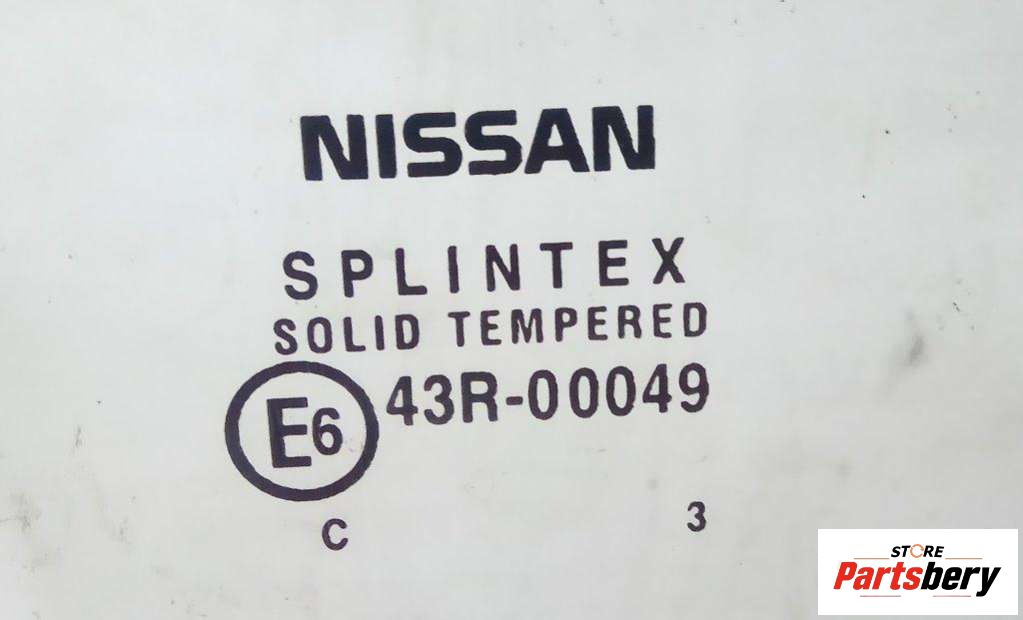 NISSAN
SPLINTEX
SOLID TEMPERED
E6 43R-00049
C 3
STORE
Partsbery